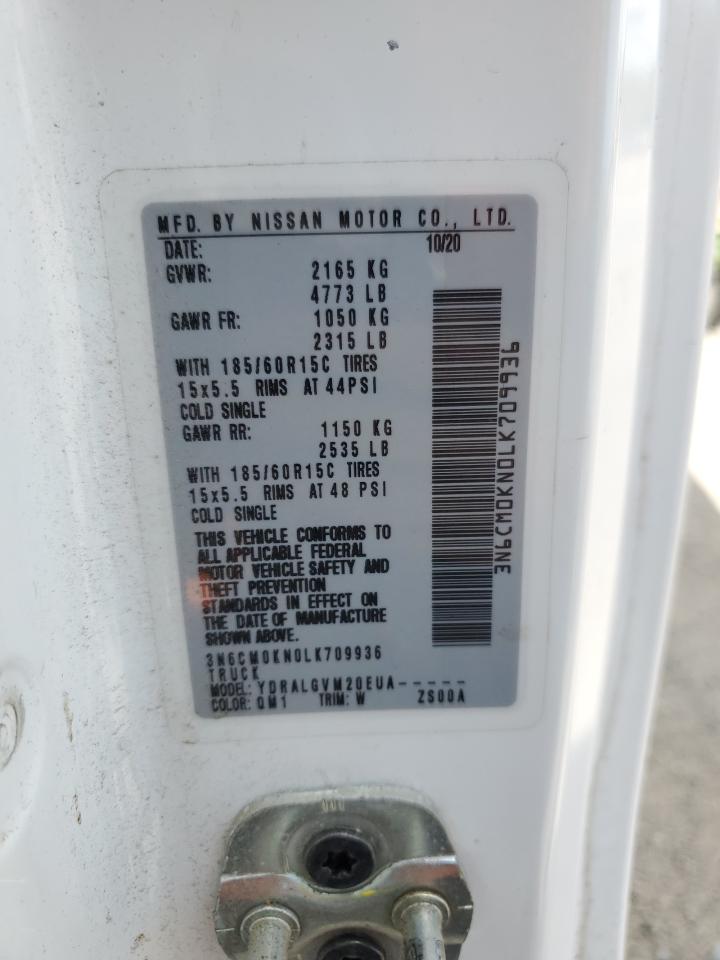 MFD. BY NISSAN MOTOR CO., LTD.
DATE: 10/20
GVWR: 2165 KG
4773 LB
GAWR FR: 1050 KG
2315 LB
WITH 185/60R15C TIRES
15x5.5 RIMS AT 44PSI
COLD SINGLE
GAWR RR: 1150 KG
2535 LB
WITH 185/60R15C TIRES
15x5.5 RIMS AT 48 PSI
COLD SINGLE
THIS VEHICLE CONFORMS TO
ALL APPLICABLE FEDERAL
MOTOR VEHICLE SAFETY AND
THEFT PREVENTION
STANDARDS IN EFFECT ON
THE DATE OF MANUFACTURE
SHOWN ABOVE.
3N6CM0KN0LK709936
TRUCK
MODEL: YDRALGVM20EUA-----
COLOR: QM1 TRIM: W ZS00A
3N6CM0KN0LK709936